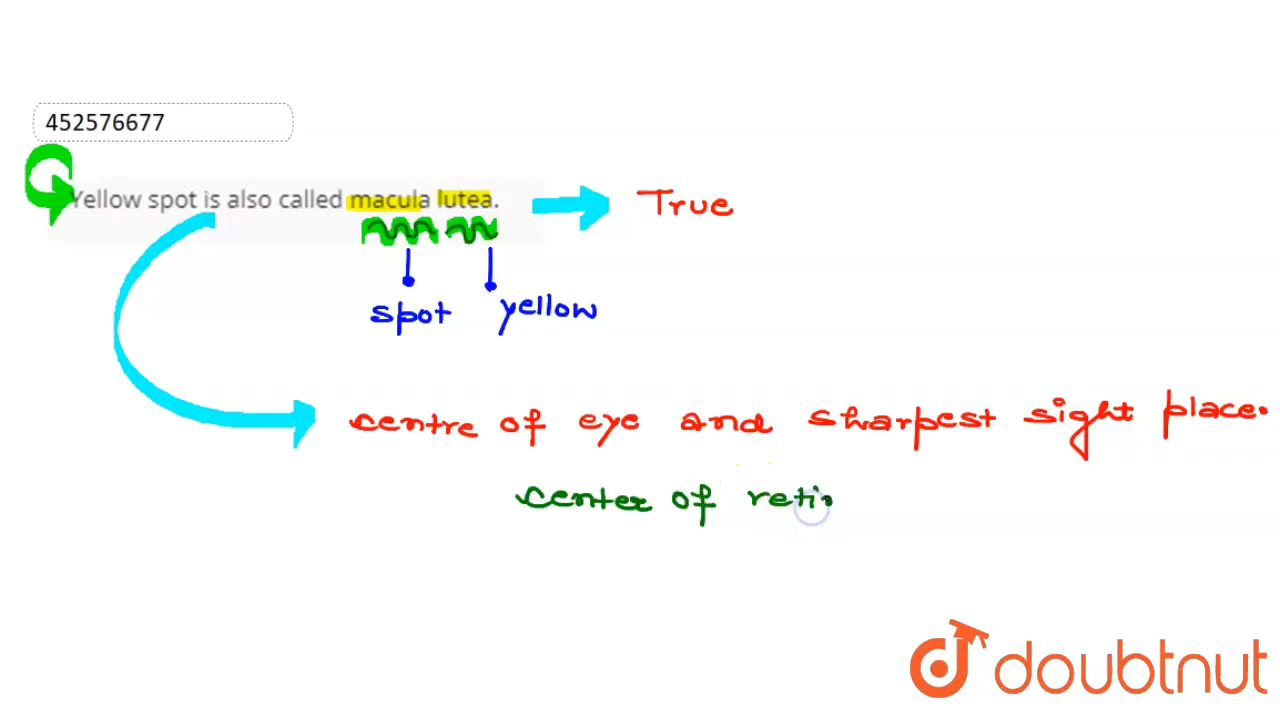 452576677
Yellow spot is also called macula lutea. True
spot yellow
centre of eye and sharpest sight place.
center of reti
doubtnut